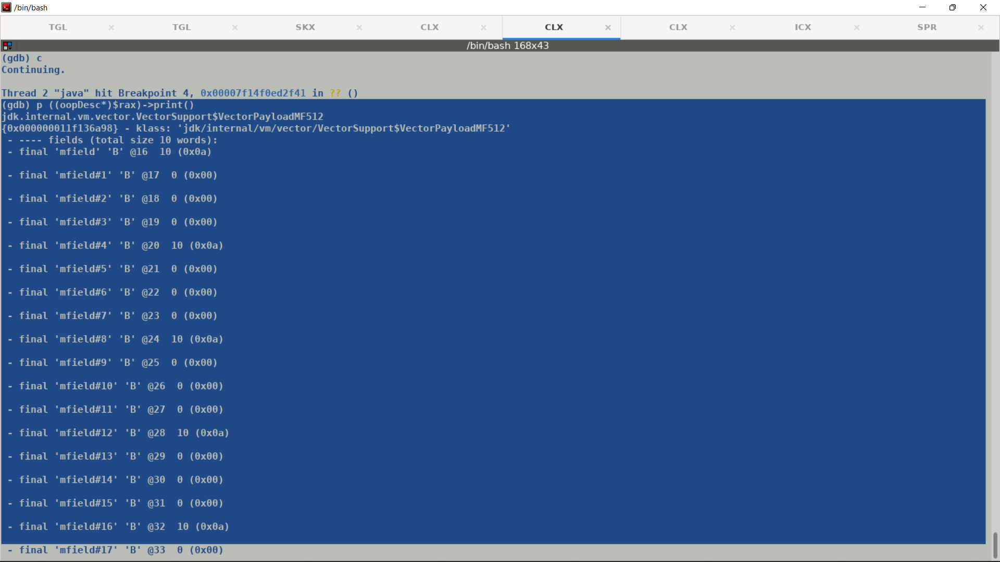 /bin/bash
TGL × TGL × SKX × CLX × CLX × CLX × ICX × SPR ×
/bin/bash 168x43
(gdb) c
Continuing.
Thread 2 "java" hit Breakpoint 4, 0x00007f14f0ed2f41 in ?? ()
(gdb) p ((oopDesc*)$rax)->print()
jdk.internal.vm.vector.VectorSupport$VectorPayloadMF512
{0x000000011f136a98} - klass: 'jdk/internal/vm/vector/VectorSupport$VectorPayloadMF512'
- ---- fields (total size 10 words):
- final 'mfield' 'B' @16  10 (0x0a)
- final 'mfield#1' 'B' @17  0 (0x00)
- final 'mfield#2' 'B' @18  0 (0x00)
- final 'mfield#3' 'B' @19  0 (0x00)
- final 'mfield#4' 'B' @20  10 (0x0a)
- final 'mfield#5' 'B' @21  0 (0x00)
- final 'mfield#6' 'B' @22  0 (0x00)
- final 'mfield#7' 'B' @23  0 (0x00)
- final 'mfield#8' 'B' @24  10 (0x0a)
- final 'mfield#9' 'B' @25  0 (0x00)
- final 'mfield#10' 'B' @26  0 (0x00)
- final 'mfield#11' 'B' @27  0 (0x00)
- final 'mfield#12' 'B' @28  10 (0x0a)
- final 'mfield#13' 'B' @29  0 (0x00)
- final 'mfield#14' 'B' @30  0 (0x00)
- final 'mfield#15' 'B' @31  0 (0x00)
- final 'mfield#16' 'B' @32  10 (0x0a)
- final 'mfield#17' 'B' @33  0 (0x00)